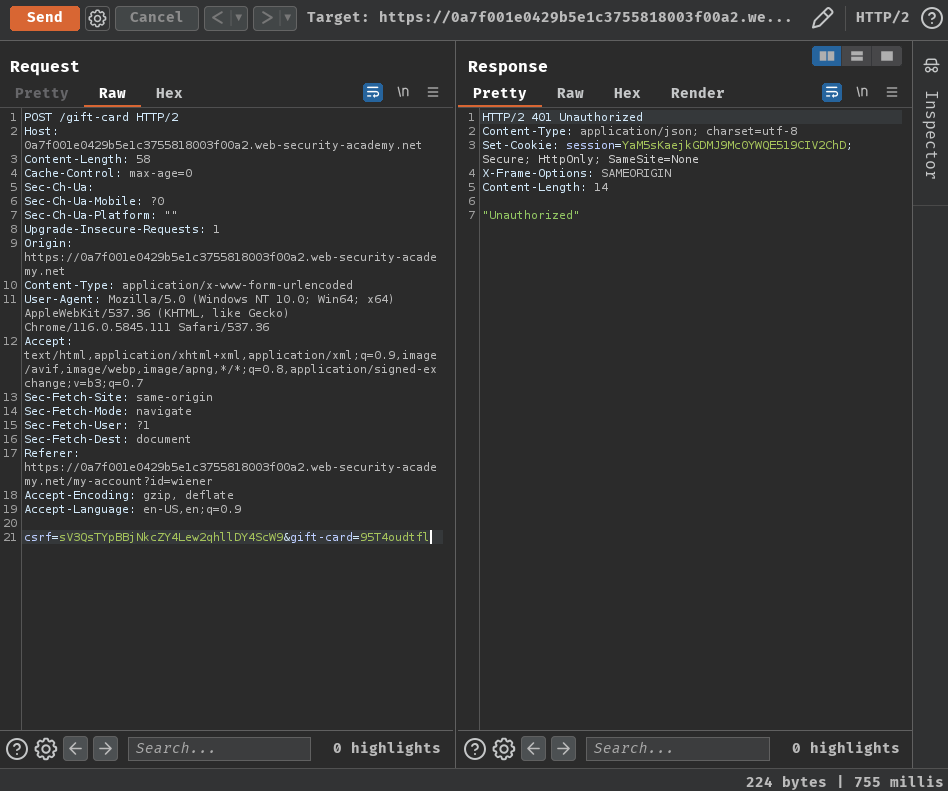 Send Cancel < > Target: https://0a7f001e0429b5e1c3755818003f00a2.we... HTTP/2 ?
Request
Pretty Raw Hex \n
1 POST /gift-card HTTP/2
2 Host:
0a7f001e0429b5e1c3755818003f00a2.web-security-academy.net
3 Content-Length: 58
4 Cache-Control: max-age=0
5 Sec-Ch-Ua:
6 Sec-Ch-Ua-Mobile: ?0
7 Sec-Ch-Ua-Platform: ""
8 Upgrade-Insecure-Requests: 1
9 Origin:
https://0a7f001e0429b5e1c3755818003f00a2.web-security-acade
my.net
10 Content-Type: application/x-www-form-urlencoded
11 User-Agent: Mozilla/5.0 (Windows NT 10.0; Win64; x64)
AppleWebKit/537.36 (KHTML, like Gecko)
Chrome/116.0.5845.111 Safari/537.36
12 Accept:
text/html,application/xhtml+xml,application/xml;q=0.9,image
/avif,image/webp,image/apng,*/*;q=0.8,application/signed-ex
change;v=b3;q=0.7
13 Sec-Fetch-Site: same-origin
14 Sec-Fetch-Mode: navigate
15 Sec-Fetch-User: ?1
16 Sec-Fetch-Dest: document
17 Referer:
https://0a7f001e0429b5e1c3755818003f00a2.web-security-acade
my.net/my-account?id=wiener
18 Accept-Encoding: gzip, deflate
19 Accept-Language: en-US,en;q=0.9
20
21 csrf=sV3QsTYpBBjNkcZY4Lew2qhllDY4ScW9&gift-card=95T4oudtfl
? Search... 0 highlights
Response
Pretty Raw Hex Render \n
1 HTTP/2 401 Unauthorized
2 Content-Type: application/json; charset=utf-8
3 Set-Cookie: session=YaM5sKaejkGDMJ9Mc0YWQE519CIV2ChD;
Secure; HttpOnly; SameSite=None
4 X-Frame-Options: SAMEORIGIN
5 Content-Length: 14
6
7 "Unauthorized"
? Search... 0 highlights
Inspector
224 bytes | 755 millis